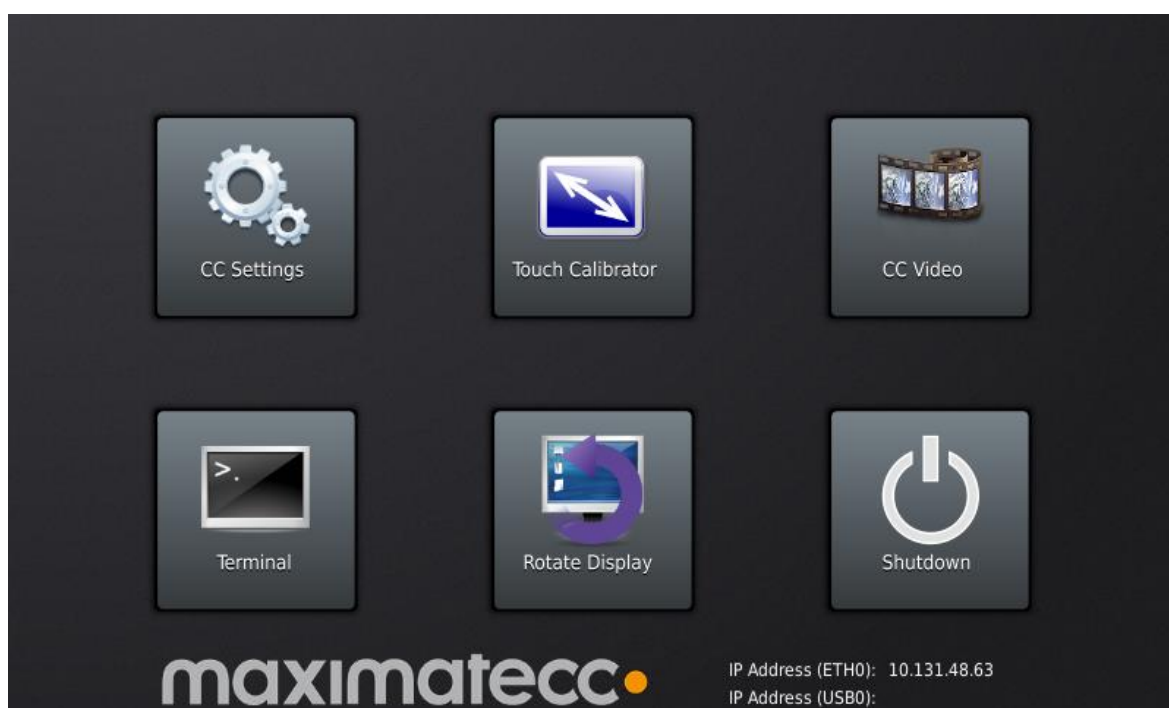 CC Settings
Touch Calibrator
CC Video
>.
Terminal
Rotate Display
Shutdown
maximatecc.
IP Address (ETH0): 10.131.48.63
IP Address (USB0):